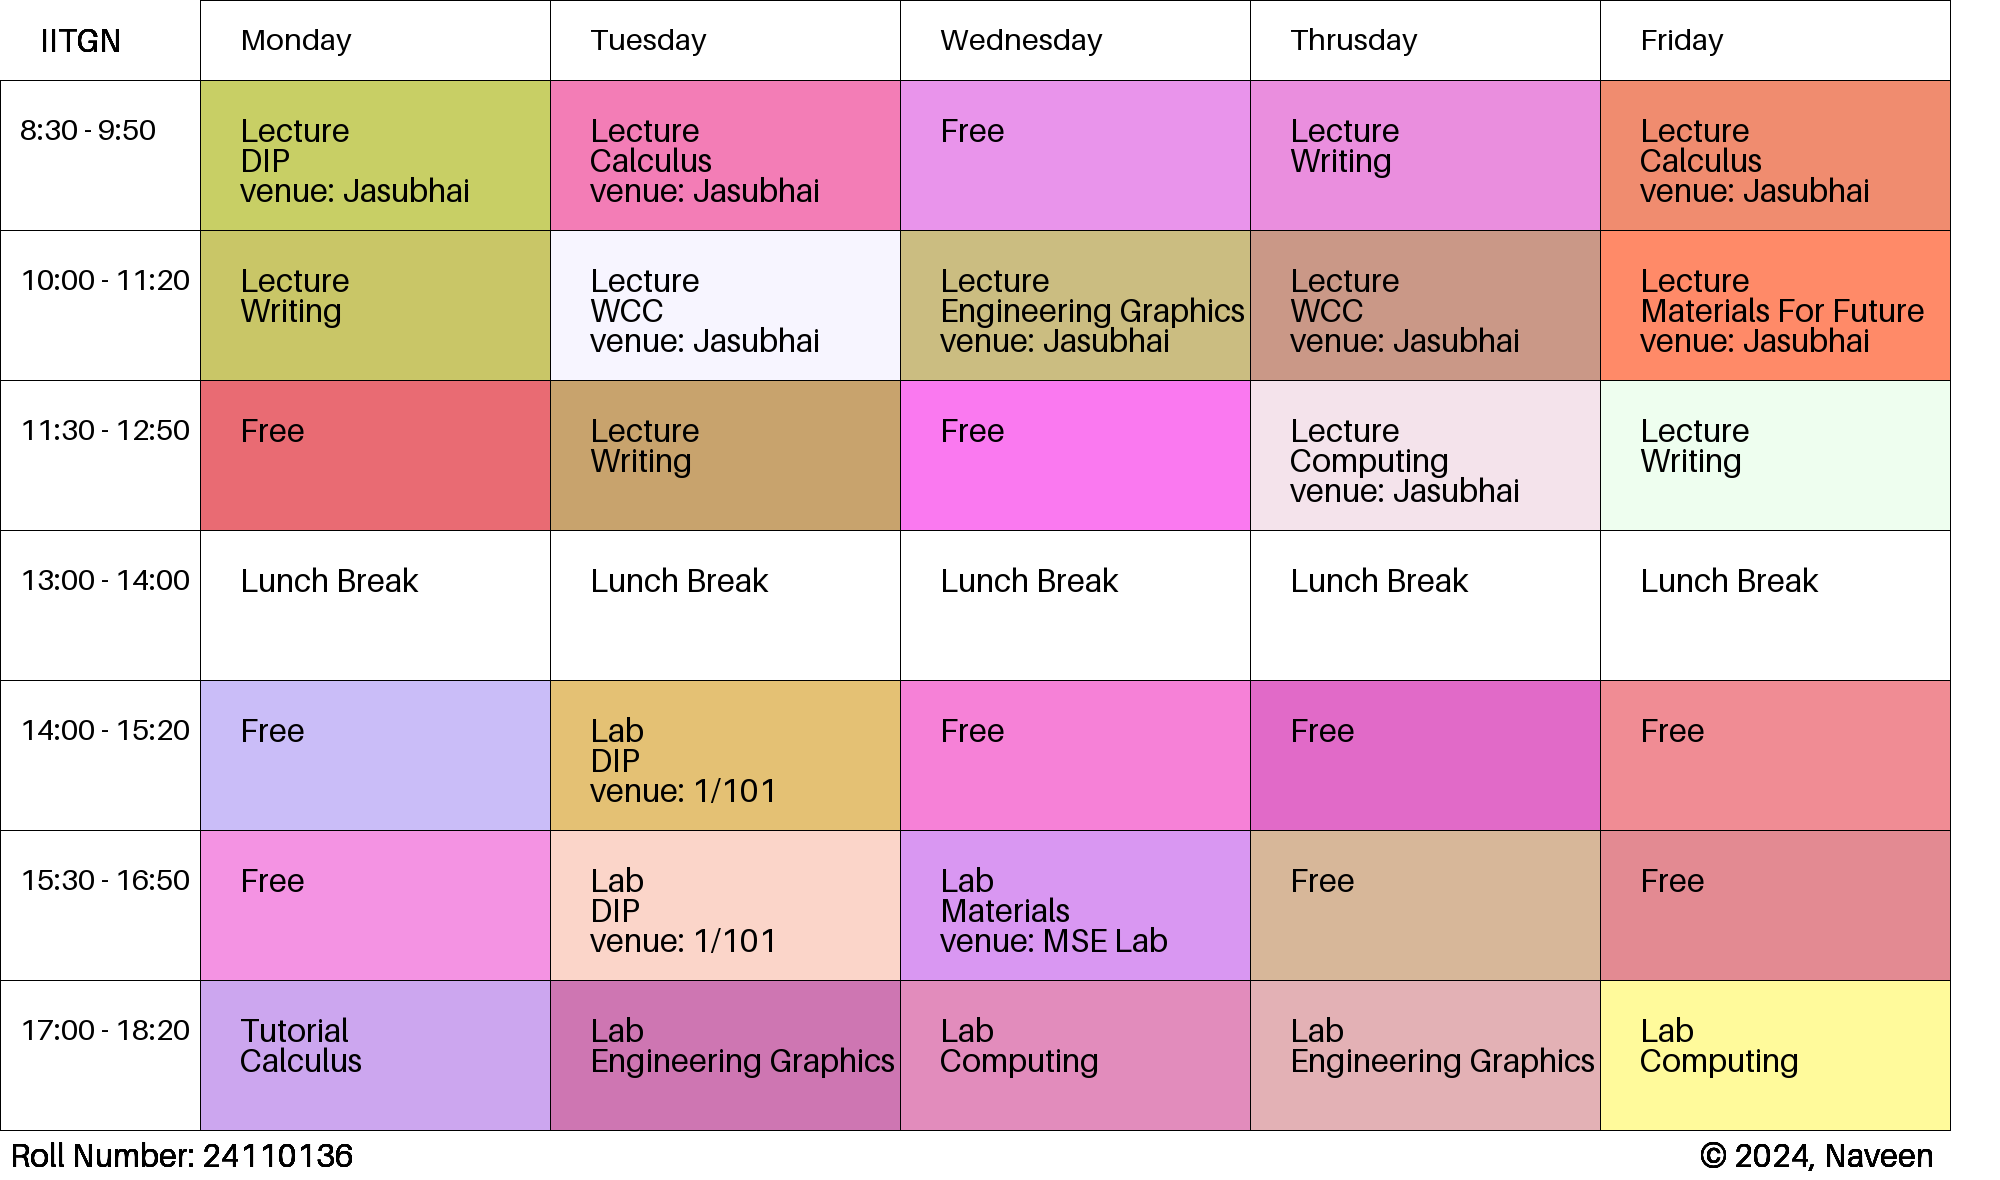 IITGN
Monday
Tuesday
Wednesday
Thrusday
Friday
8:30 - 9:50
Lecture
DIP
venue: Jasubhai
Lecture
Calculus
venue: Jasubhai
Free
Lecture
Writing
Lecture
Calculus
venue: Jasubhai
10:00 - 11:20
Lecture
Writing
Lecture
WCC
venue: Jasubhai
Lecture
Engineering Graphics
venue: Jasubhai
Lecture
WCC
venue: Jasubhai
Lecture
Materials For Future
venue: Jasubhai
11:30 - 12:50
Free
Lecture
Writing
Free
Lecture
Computing
venue: Jasubhai
Lecture
Writing
13:00 - 14:00
Lunch Break
Lunch Break
Lunch Break
Lunch Break
Lunch Break
14:00 - 15:20
Free
Lab
DIP
venue: 1/101
Free
Free
Free
15:30 - 16:50
Free
Lab
DIP
venue: 1/101
Lab
Materials
venue: MSE Lab
Free
Free
17:00 - 18:20
Tutorial
Calculus
Lab
Engineering Graphics
Lab
Computing
Lab
Engineering Graphics
Lab
Computing
Roll Number: 24110136
© 2024, Naveen